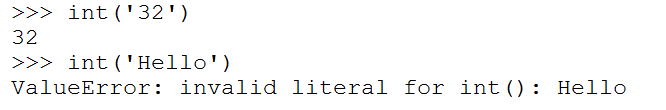 >>> int('32')
32
>>> int('Hello')
ValueError: invalid literal for int(): Hello